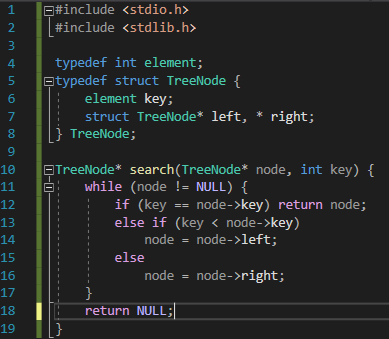 1 #include <stdio.h>
2 #include <stdlib.h>
3
4 typedef int element;
5 typedef struct TreeNode {
6     element key;
7     struct TreeNode* left, * right;
8 } TreeNode;
9
10 TreeNode* search(TreeNode* node, int key) {
11     while (node != NULL) {
12         if (key == node->key) return node;
13         else if (key < node->key)
14             node = node->left;
15         else
16             node = node->right;
17     }
18     return NULL;
19 }